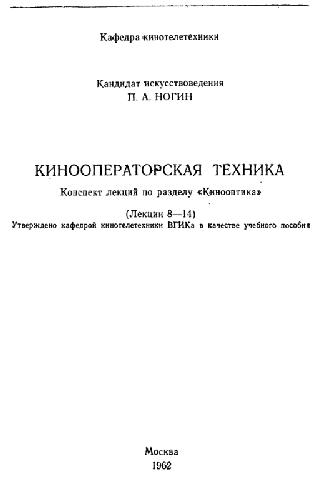 Кафедра кинотелетехники
Кандидат искусствоведения
П. А. НОГИН
КИНООПЕРАТОРСКАЯ ТЕХНИКА
Конспект лекций по разделу «Кинооптика»
(Лекции 8—14)
Утверждено кафедрой кинотелетехники ВГИКа в качестве учебного пособия
Москва
1962